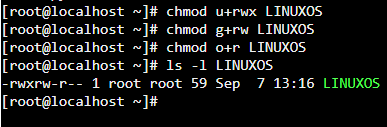 [root@localhost ~]# chmod u+rwx LINUXOS
[root@localhost ~]# chmod g+rw LINUXOS
[root@localhost ~]# chmod o+r LINUXOS
[root@localhost ~]# ls -l LINUXOS
-rwxrw-r-- 1 root root 59 Sep  7 13:16 LINUXOS
[root@localhost ~]#